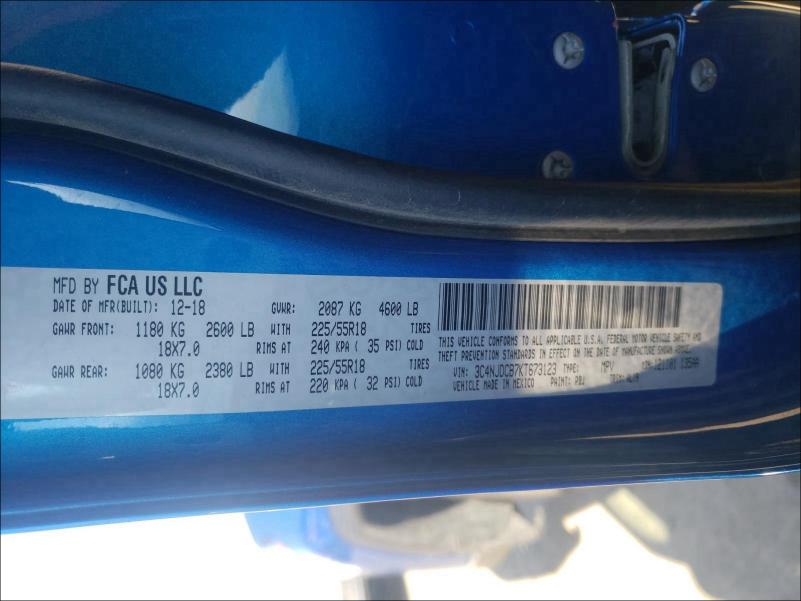 MFD BY FCA US LLC
DATE OF MFR(BUILT): 12-18 GVWR: 2087 KG 4600 LB
GAWR FRONT: 1180 KG 2600 LB WITH 225/55R18 TIRES
18X7.0 RIMS AT 240 KPA ( 35 PSI) COLD
GAWR REAR: 1080 KG 2380 LB WITH 225/55R18 TIRES
18X7.0 RIMS AT 220 KPA ( 32 PSI) COLD
THIS VEHICLE CONFORMS TO ALL APPLICABLE U.S.A. FEDERAL MOTOR VEHICLE SAFETY AND
THEFT PREVENTION STANDARDS IN EFFECT ON THE DATE OF MANUFACTURE SHOWN ABOVE.
VIN: 3C4NJDCB7KT673123 TYPE: MPV
VEHICLE MADE IN MEXICO PAINT: PBJ TRIM: